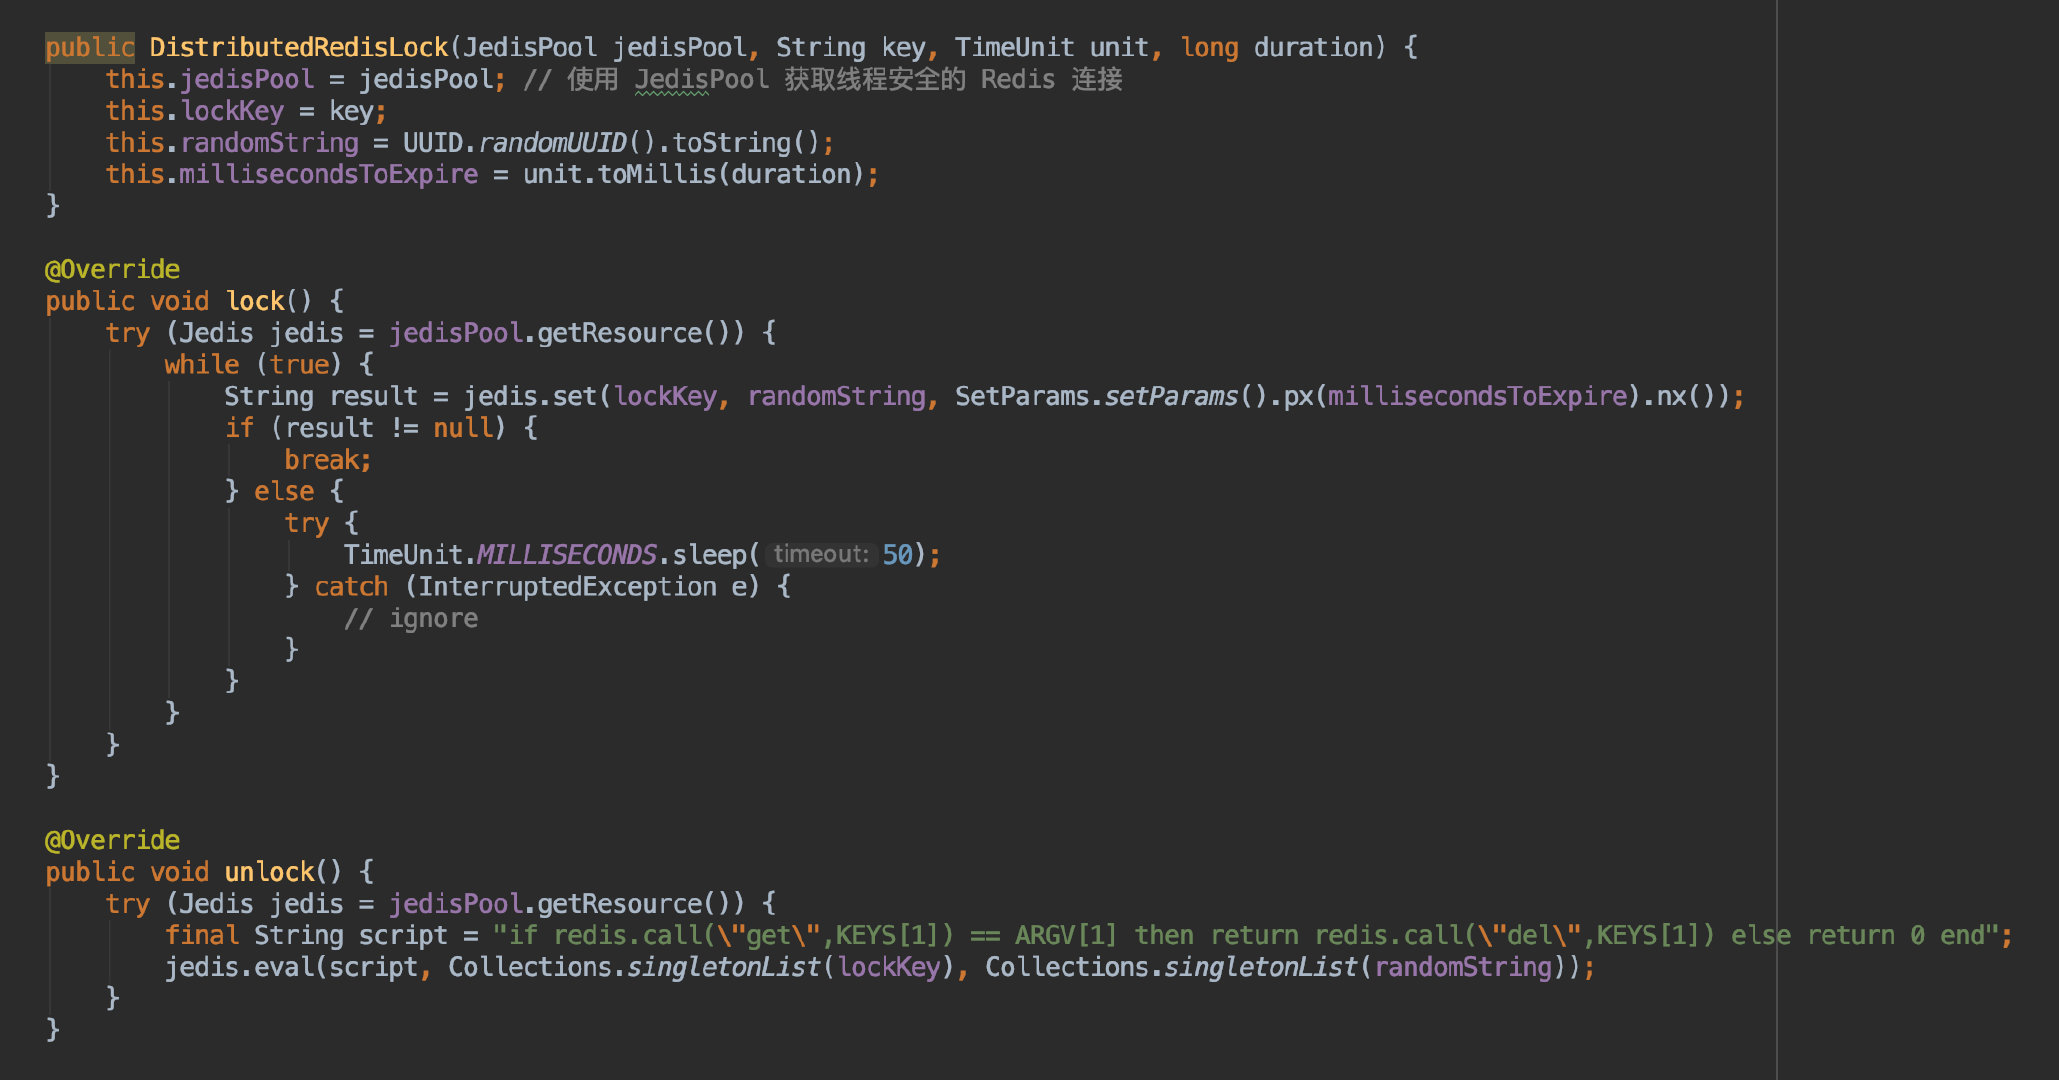 public DistributedRedisLock(JedisPool jedisPool, String key, TimeUnit unit, long duration) {
    this.jedisPool = jedisPool; // 使用 JedisPool 获取线程安全的 Redis 连接
    this.lockKey = key;
    this.randomString = UUID.randomUUID().toString();
    this.millisecondsToExpire = unit.toMillis(duration);
}

@Override
public void lock() {
    try (Jedis jedis = jedisPool.getResource()) {
        while (true) {
            String result = jedis.set(lockKey, randomString, SetParams.setParams().px(millisecondsToExpire).nx());
            if (result != null) {
                break;
            } else {
                try {
                    TimeUnit.MILLISECONDS.sleep( timeout: 50);
                } catch (InterruptedException e) {
                    // ignore
                }
            }
        }
    }
}

@Override
public void unlock() {
    try (Jedis jedis = jedisPool.getResource()) {
        final String script = "if redis.call(\"get\",KEYS[1]) == ARGV[1] then return redis.call(\"del\",KEYS[1]) else return 0 end";
        jedis.eval(script, Collections.singletonList(lockKey), Collections.singletonList(randomString));
    }
}